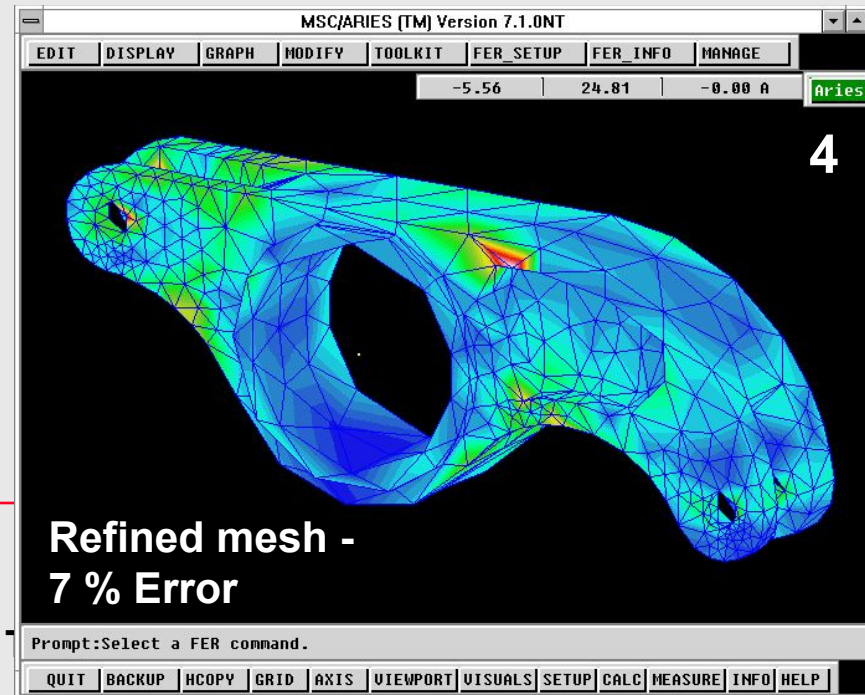 MSC/ARIES (TM) Version 7.1.0NT
EDIT DISPLAY GRAPH MODIFY TOOLKIT FER_SETUP FER_INFO MANAGE
-5.56 24.81 -0.00 A Aries
4
Refined mesh -
7 % Error
Prompt:Select a FER command.
QUIT BACKUP HCOPY GRID AXIS VIEWPORT VISUALS SETUP CALC MEASURE INFO HELP